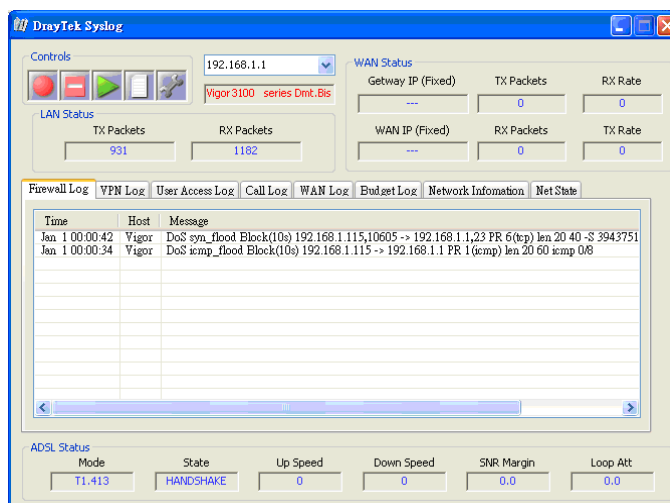 DrayTek Syslog
Controls
192.168.1.1
Vigor3100 series Dmt.Bis
LAN Status
TX Packets RX Packets
931 1182
WAN Status
Getway IP (Fixed) TX Packets RX Rate
--- 0 0
WAN IP (Fixed) RX Packets TX Rate
--- 0 0
Firewall Log VPN Log User Access Log Call Log WAN Log Budget Log Network Infomation Net State
Time Host Message
Jan 1 00:00:42 Vigor DoS syn_flood Block(10s) 192.168.1.115,10605 -> 192.168.1.1,23 PR 6(tcp) len 20 40 -S 3943751
Jan 1 00:00:34 Vigor DoS icmp_flood Block(10s) 192.168.1.115 -> 192.168.1.1 PR 1(icmp) len 20 60 icmp 0/8
ADSL Status
Mode State Up Speed Down Speed SNR Margin Loop Att
T1.413 HANDSHAKE 0 0 0.0 0.0